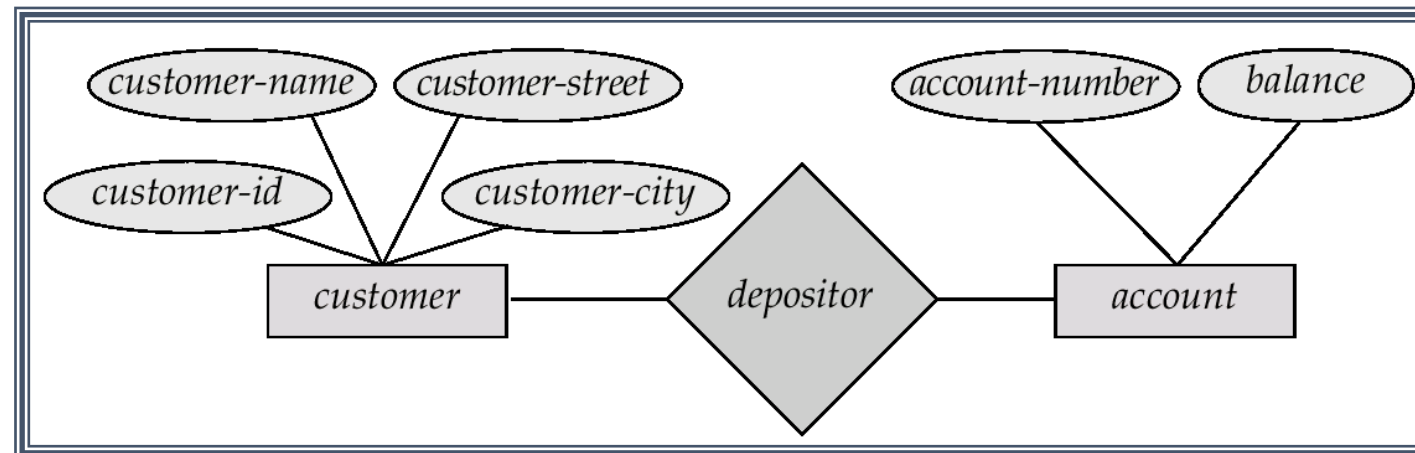 customer-name
customer-street
account-number
balance
customer-id
customer-city
customer
depositor
account